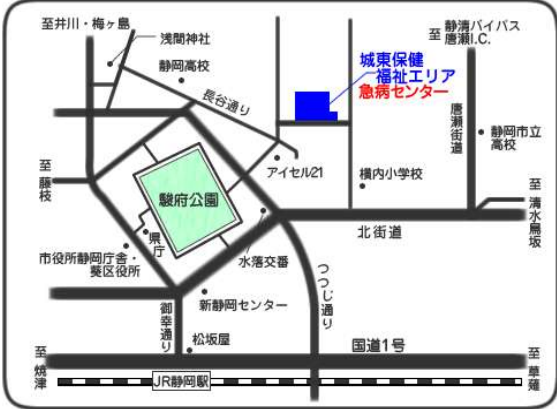 至井川・梅ヶ島
浅間神社
静岡高校
長谷通り
城東保健
福祉エリア
急病センター
至
静清バイパス
唐瀬I.C.
唐瀬街道
静岡市立
高校
至藤枝
駿府公園
アイセル21
横内小学校
至清水鳥坂
県庁
市役所静岡庁舎・
葵区役所
水落交番
北街道
つつじ通り
御幸通り
新静岡センター
松坂屋
国道1号
至焼津
JR静岡駅
至草薙